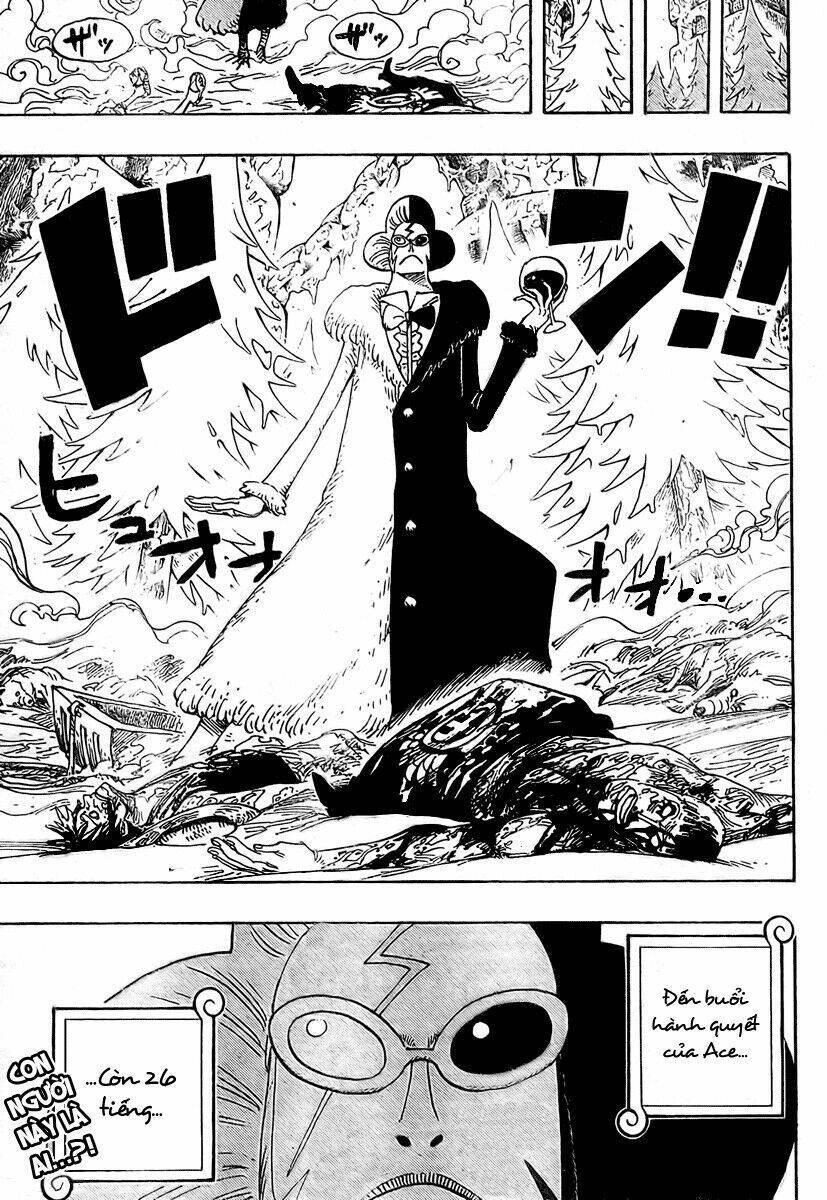 ザッ
ザッ
ドーン!!
ヒュオオ
オオ...
Đến buổi
hành quyết
của Ace...
...Còn 26
tiếng...
CON
NGƯỜI
NÀY LÀ
AI....?!